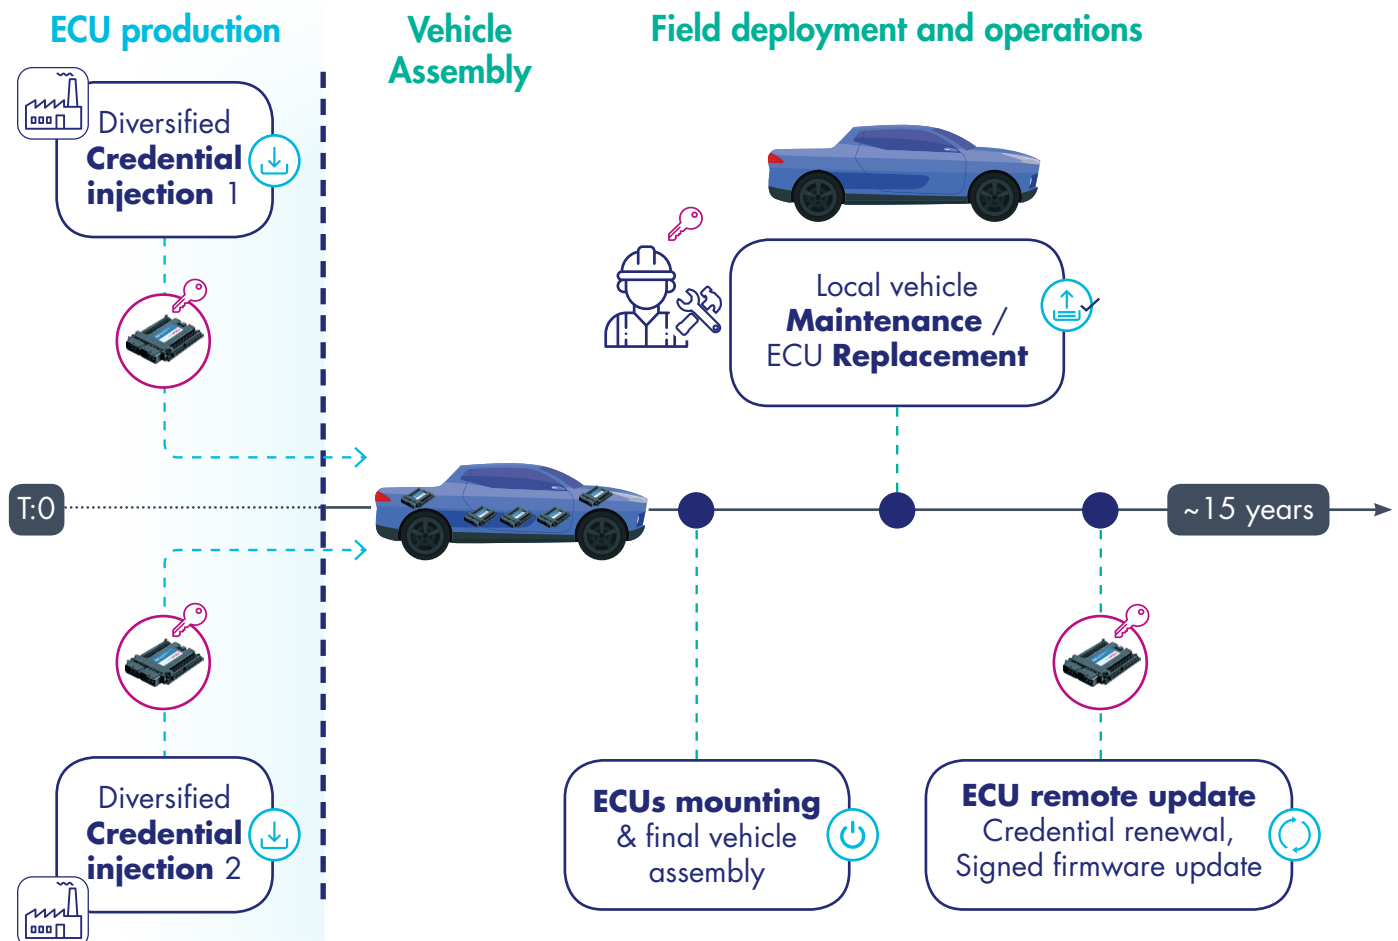 ECU production
Vehicle
Assembly
Field deployment and operations
Diversified
Credential
injection 1
Local vehicle
Maintenance /
ECU Replacement
T:0
~15 years
Diversified
Credential
injection 2
ECUs mounting
& final vehicle
assembly
ECU remote update
Credential renewal,
Signed firmware update